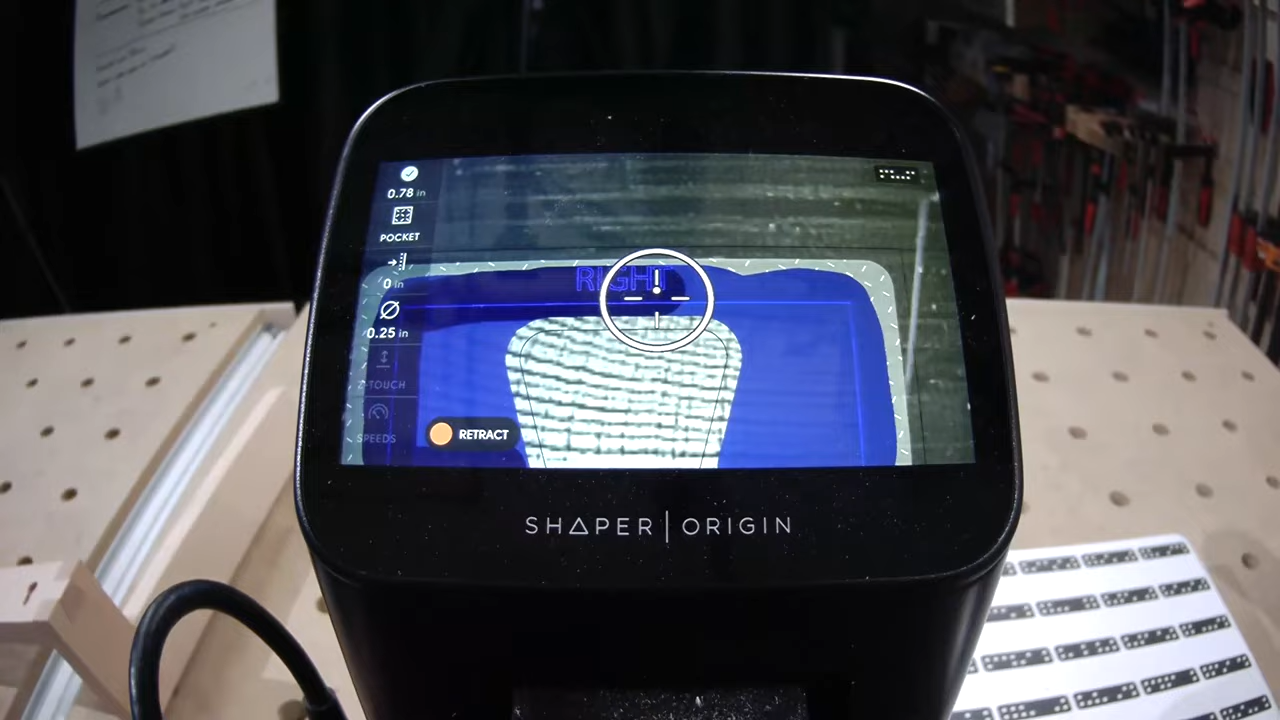 0.78 in
POCKET
RIGHT
0 in
0.25 in
Z-TOUCH
SPEEDS
RETRACT
SHAPER | ORIGIN